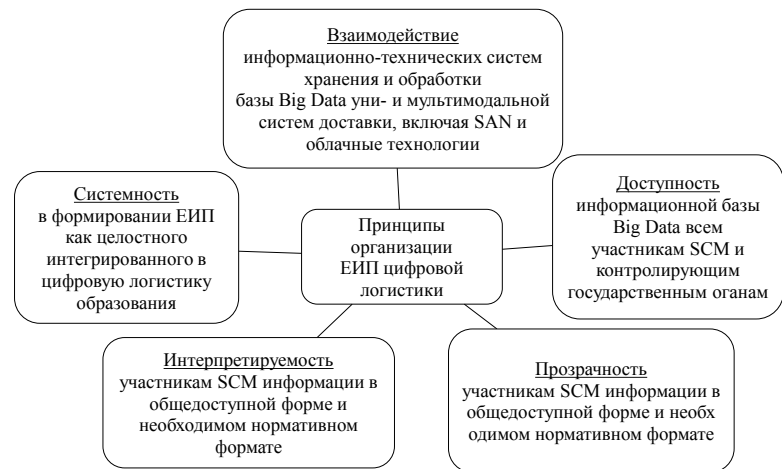 Взаимодействие
информационно-технических систем
хранения и обработки
базы Big Data уни- и мультимодальной
систем доставки, включая SAN и
облачные технологии
Системность
в формировании ЕИП
как целостного
интегрированного в
цифровую логистику
образования
Принципы
организации
ЕИП цифровой
логистики
Доступность
информационной базы
Big Data всем
участникам SCM и
контролирующим
государственным оганам
Интерпретируемость
участникам SCM информации в
общедоступной форме и
необходимом нормативном
формате
Прозрачность
участникам SCM информации в
общедоступной форме и необх
одимом нормативном формате